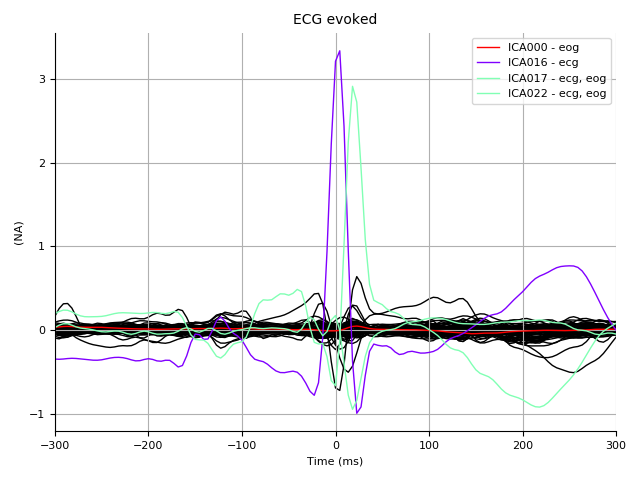 ECG evoked
ICA000 - eog
ICA016 - ecg
ICA017 - ecg, eog
ICA022 - ecg, eog
(NA)
3
2
1
0
−1
−300 −200 −100 0 100 200 300
Time (ms)